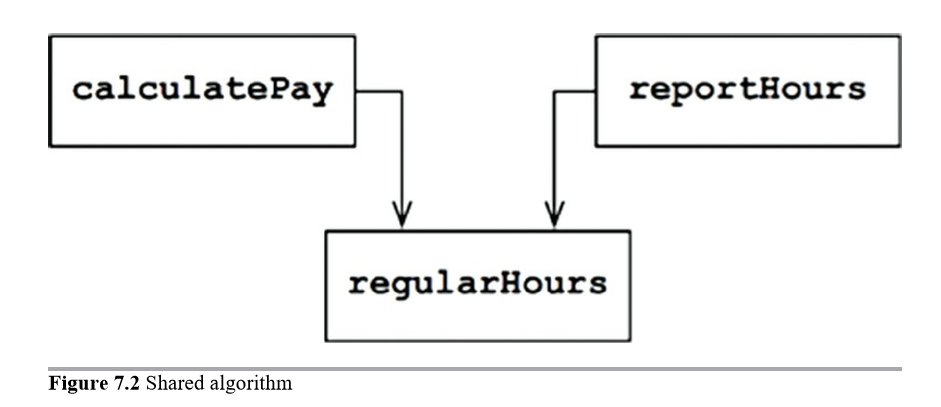 calculatePay
reportHours
regularHours
Figure 7.2 Shared algorithm